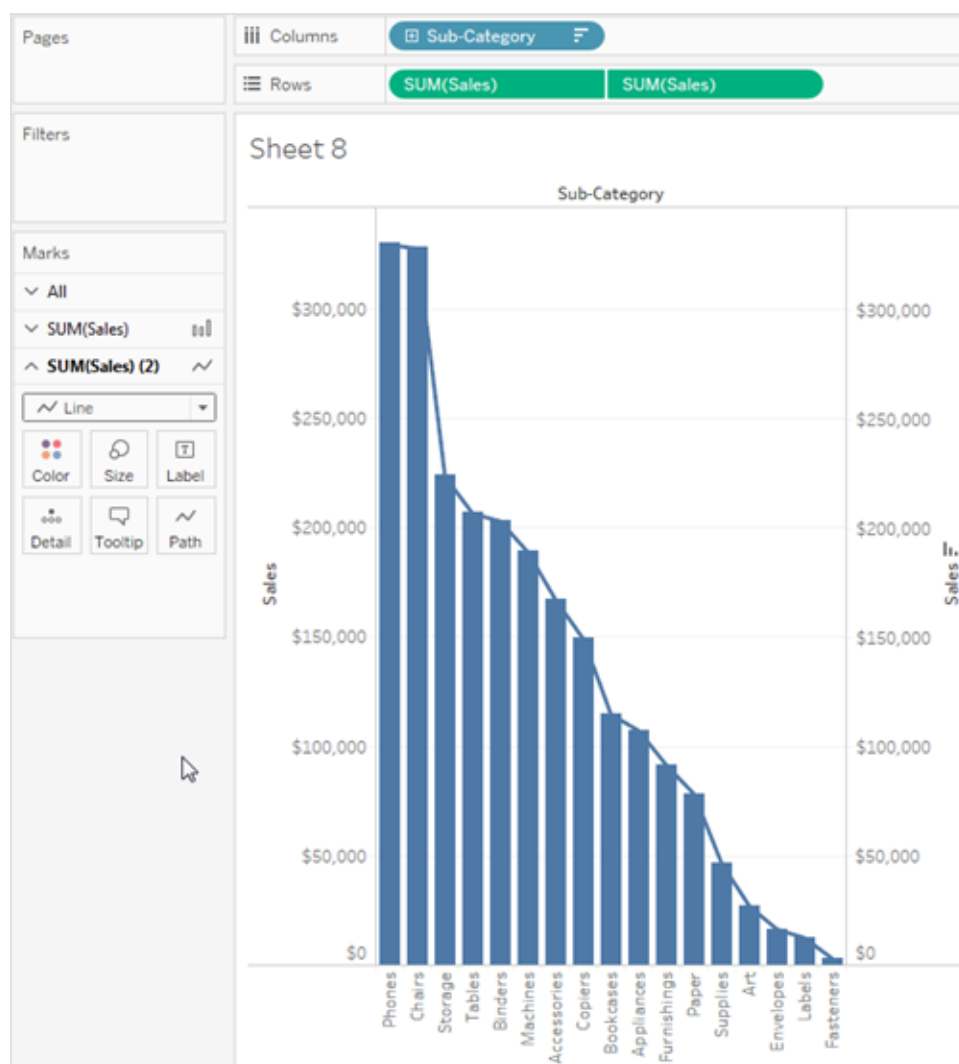 Pages
Columns
Sub-Category
Rows
SUM(Sales)
SUM(Sales)
Filters
Marks
All
SUM(Sales)
SUM(Sales) (2)
Line
Color
Size
Label
Detail
Tooltip
Path
Sheet 8
Sub-Category
$300,000
$250,000
$200,000
$150,000
$100,000
$50,000
$0
Sales
$300,000
$250,000
$200,000
$150,000
$100,000
$50,000
$0
Sales
Phones
Chairs
Storage
Tables
Binders
Machines
Accessories
Copiers
Bookcases
Appliances
Furnishings
Paper
Supplies
Art
Envelopes
Labels
Fasteners